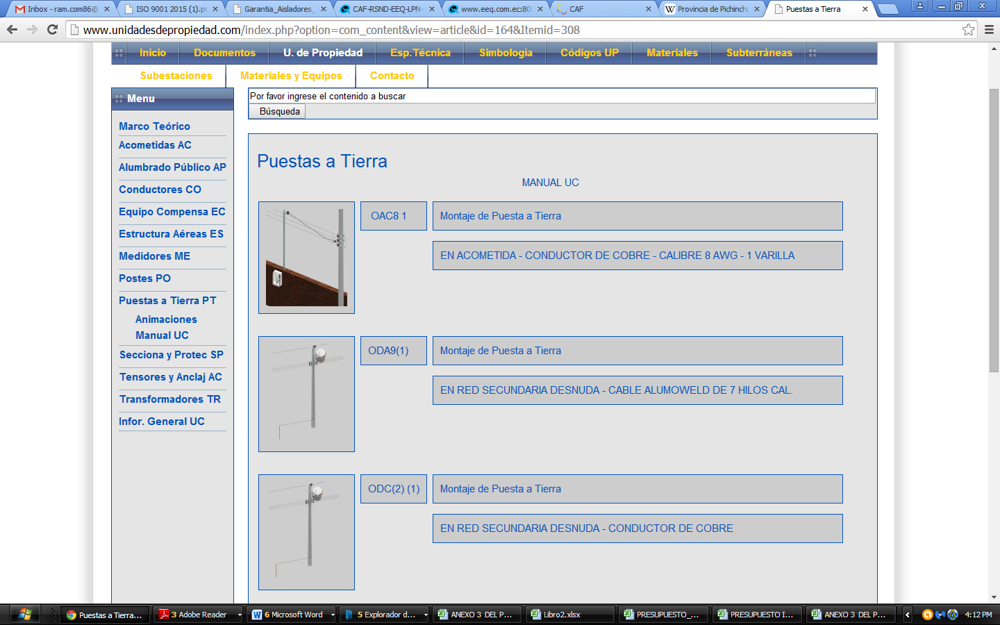 Inbox - ram.com86@
ISO 9001 2015 (1).p
Garantia_Aisladores_
CAF-RSND-EEQ-LPN-
www.eeq.com.ec:80
CAF
Provincia de Pichinch
Puestas a Tierra
www.unidadesdepropiedad.com/index.php?option=com_content&view=article&id=164&Itemid=308
Inicio
Documentos
U. de Propiedad
Esp.Técnica
Simbología
Códigos UP
Materiales
Subterráneas
Subestaciones
Materiales y Equipos
Contacto
Menu
Marco Teórico
Acometidas AC
Alumbrado Público AP
Conductores CO
Equipo Compensa EC
Estructura Aéreas ES
Medidores ME
Postes PO
Puestas a Tierra PT
Animaciones
Manual UC
Secciona y Protec SP
Tensores y Anclaj AC
Transformadores TR
Infor. General UC
Por favor ingrese el contenido a buscar
Búsqueda
Puestas a Tierra
MANUAL UC
OAC8 1
Montaje de Puesta a Tierra
EN ACOMETIDA - CONDUCTOR DE COBRE - CALIBRE 8 AWG - 1 VARILLA
ODA9(1)
Montaje de Puesta a Tierra
EN RED SECUNDARIA DESNUDA - CABLE ALUMOWELD DE 7 HILOS CAL.
ODC(2) (1)
Montaje de Puesta a Tierra
EN RED SECUNDARIA DESNUDA - CONDUCTOR DE COBRE
Puestas a Tierra...
3 Adobe Reader
6 Microsoft Word
5 Explorador d...
ANEXO 3 DEL P...
Libro2.xlsx
PRESUPUESTO_...
PRESUPUESTO I...
ANEXO 3 DEL P...
4:12 PM